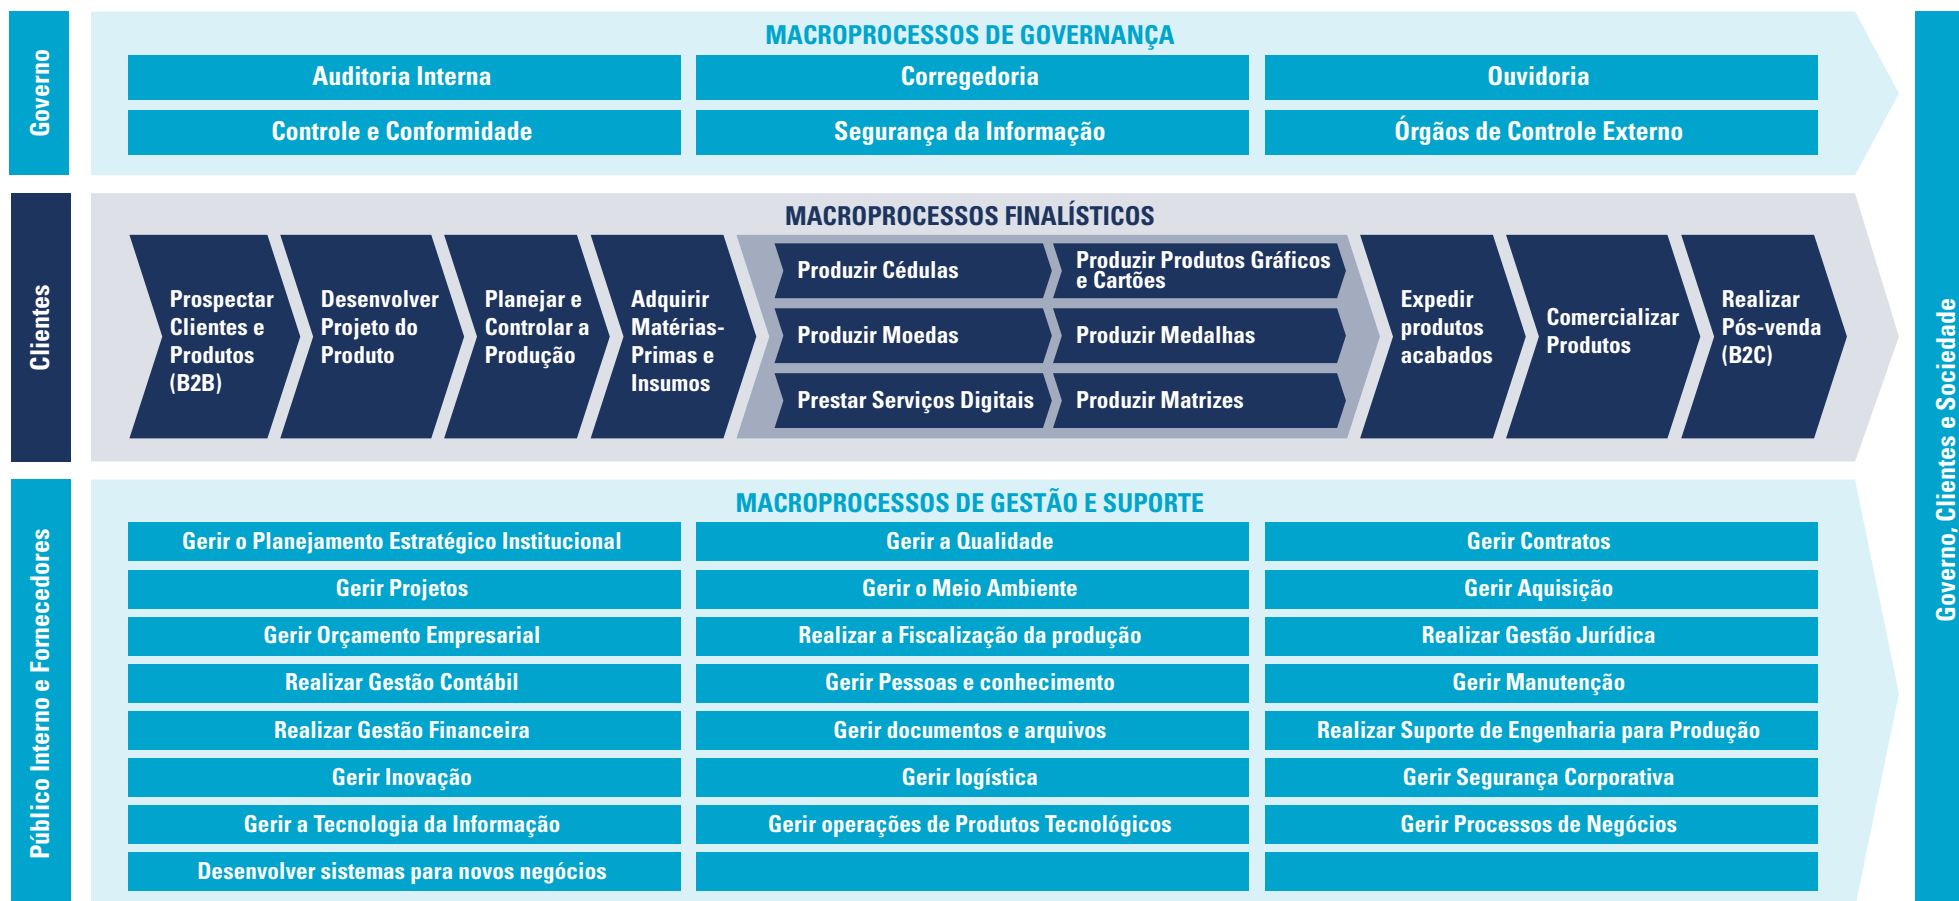 Governo
MACROPROCESSOS DE GOVERNANÇA
Auditoria Interna
Corregedoria
Ouvidoria
Controle e Conformidade
Segurança da Informação
Órgãos de Controle Externo
Clientes
MACROPROCESSOS FINALÍSTICOS
Prospectar
Clientes e
Produtos
(B2B)
Desenvolver
Projeto do
Produto
Planejar e
Controlar a
Produção
Adquirir
Matérias-
Primas e
Insumos
Produzir Cédulas
Produzir Produtos Gráficos
e Cartões
Produzir Moedas
Produzir Medalhas
Prestar Serviços Digitais
Produzir Matrizes
Expedir
produtos
acabados
Comercializar
Produtos
Realizar
Pós-venda
(B2C)
Público Interno e Fornecedores
MACROPROCESSOS DE GESTÃO E SUPORTE
Gerir o Planejamento Estratégico Institucional
Gerir a Qualidade
Gerir Contratos
Gerir Projetos
Gerir o Meio Ambiente
Gerir Aquisição
Gerir Orçamento Empresarial
Realizar a Fiscalização da produção
Realizar Gestão Jurídica
Realizar Gestão Contábil
Gerir Pessoas e conhecimento
Gerir Manutenção
Realizar Gestão Financeira
Gerir documentos e arquivos
Realizar Suporte de Engenharia para Produção
Gerir Inovação
Gerir logística
Gerir Segurança Corporativa
Gerir a Tecnologia da Informação
Gerir operações de Produtos Tecnológicos
Gerir Processos de Negócios
Desenvolver sistemas para novos negócios
Governo, Clientes e Sociedade